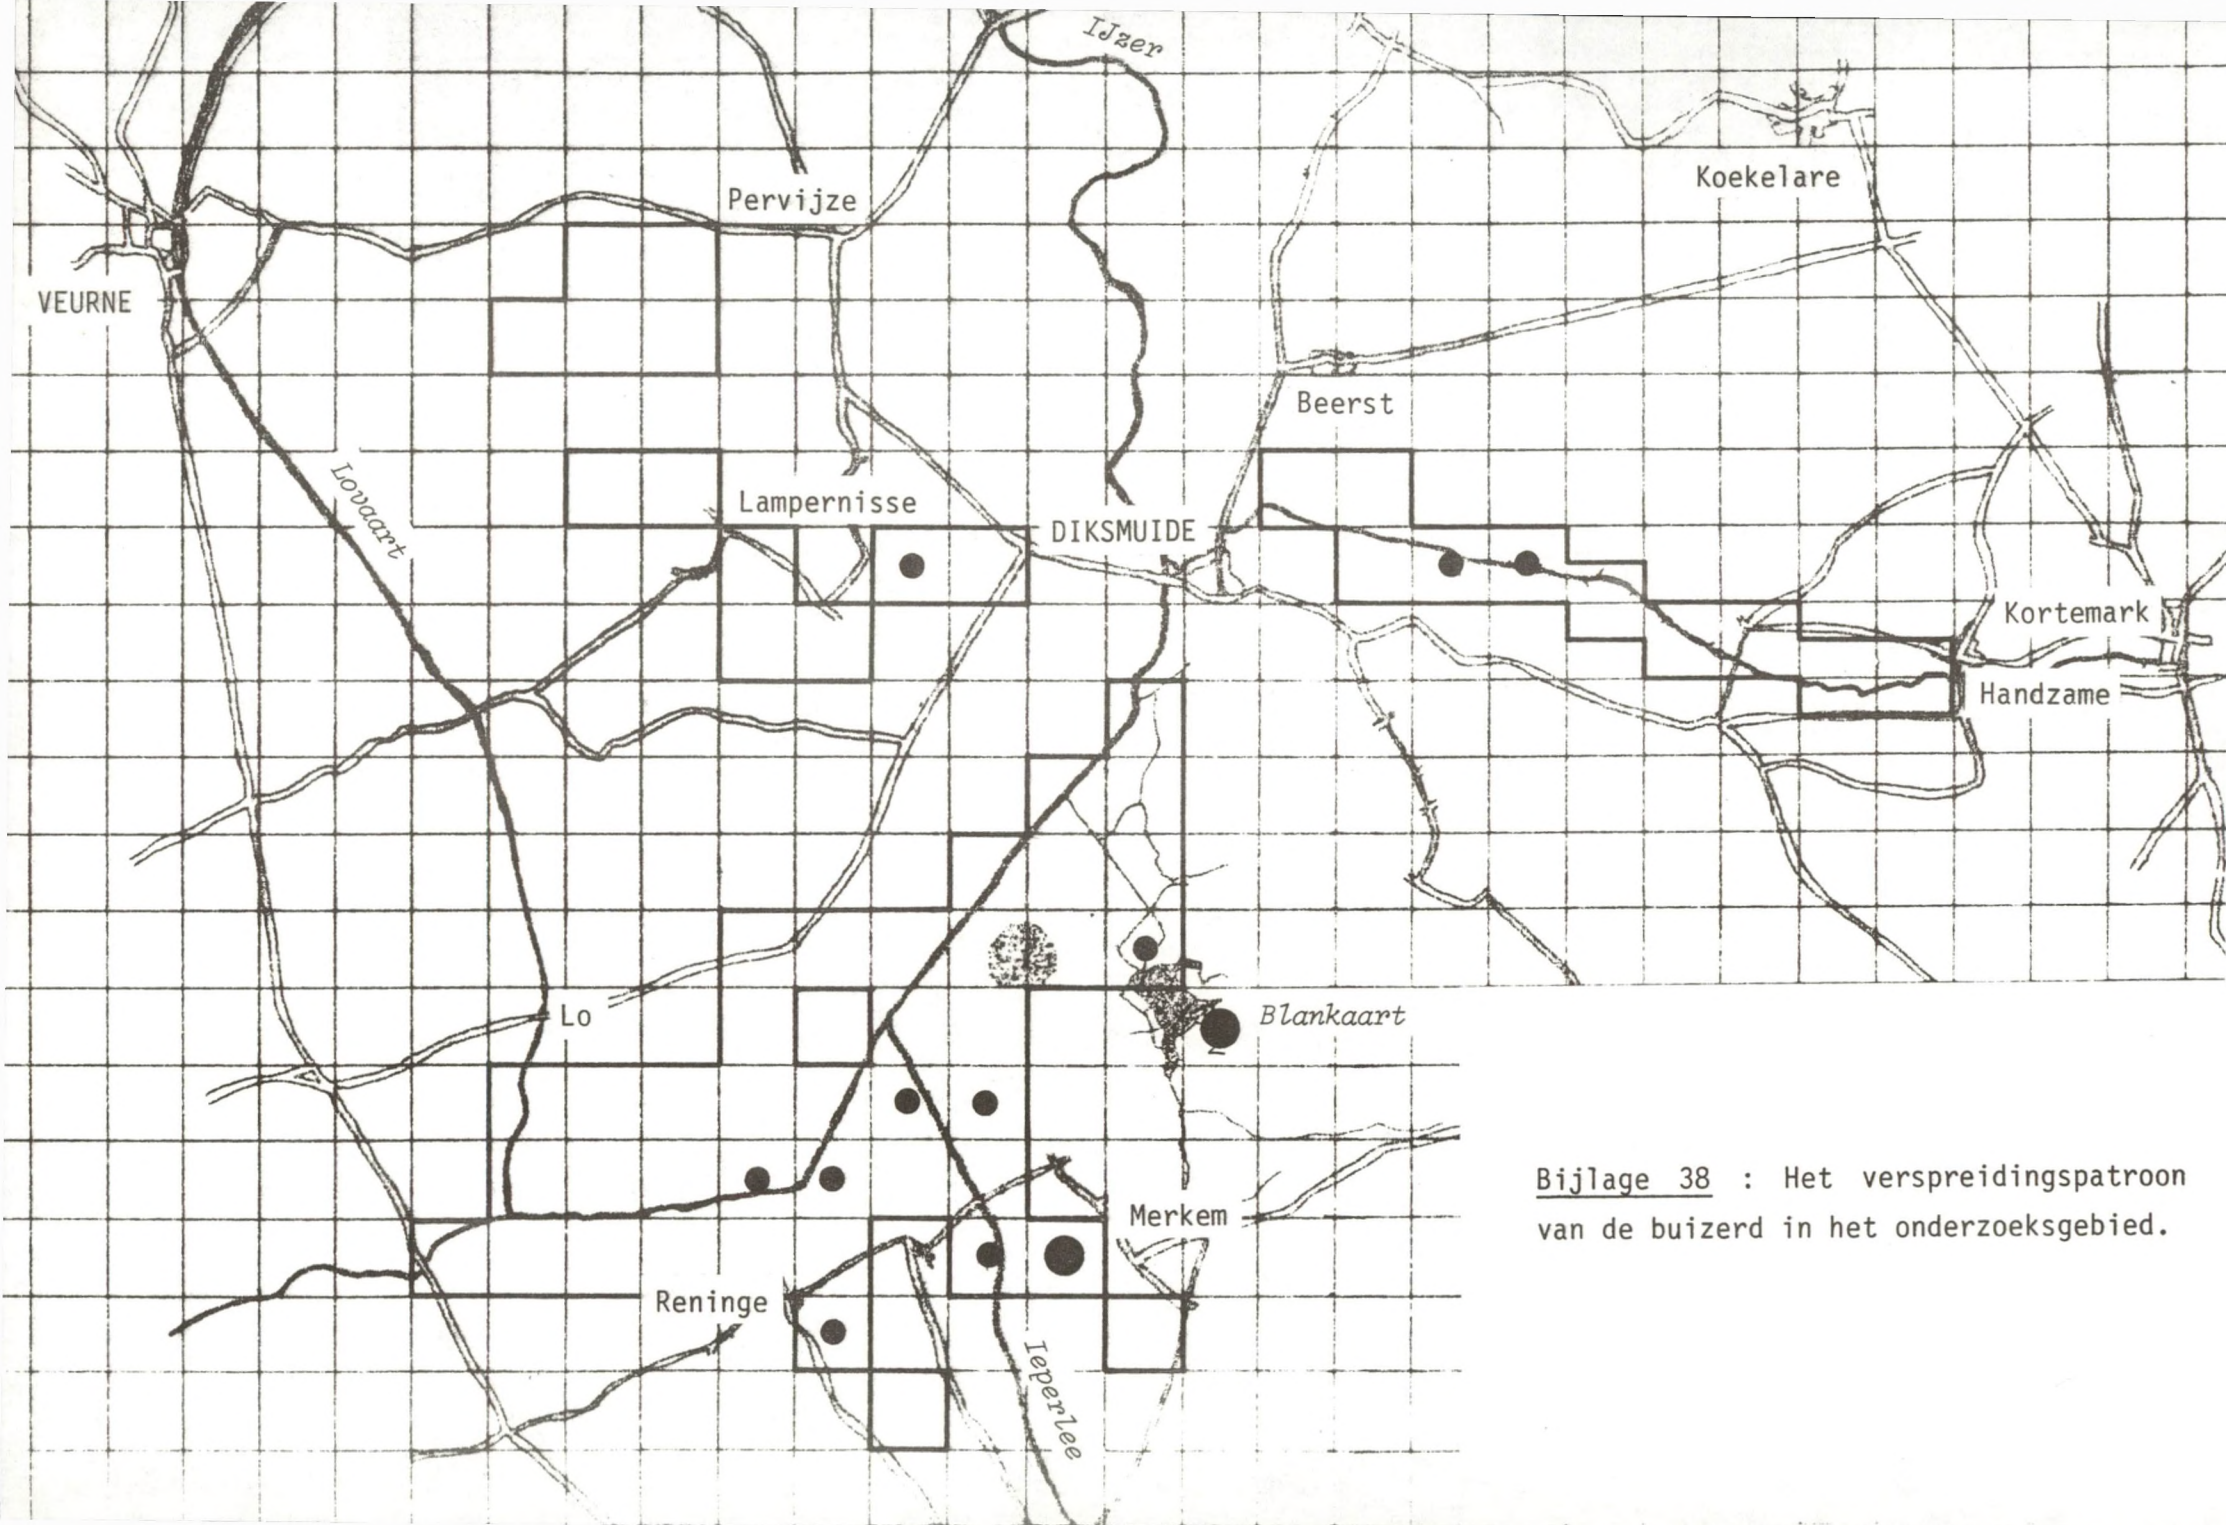 IJzer
Koekelare
Pervijze
VEURNE
Beerst
Lovaart
Lampernisse
DIKSMUIDE
Kortemark
Handzame
Lo
Blankaart
Merkem
Reninge
Ieperlee
Bijlage 38 : Het verspreidingspatroon
van de buizerd in het onderzoeksgebied.